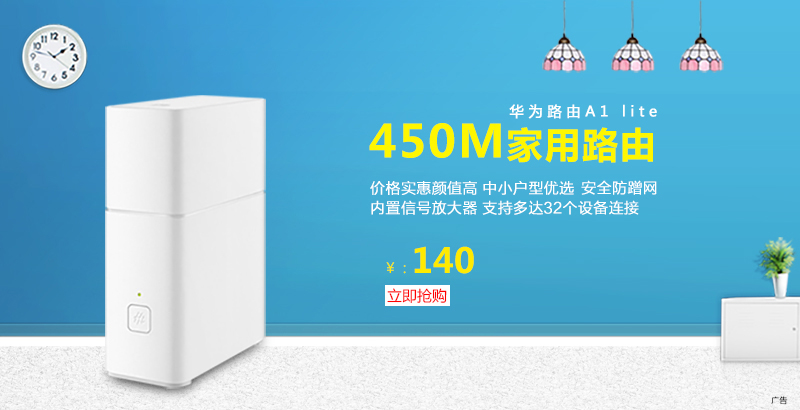 华为路由A1 lite
450M家用路由
价格实惠颜值高 中小户型优选 安全防蹭网
内置信号放大器 支持多达32个设备连接
¥：140
立即抢购
广告